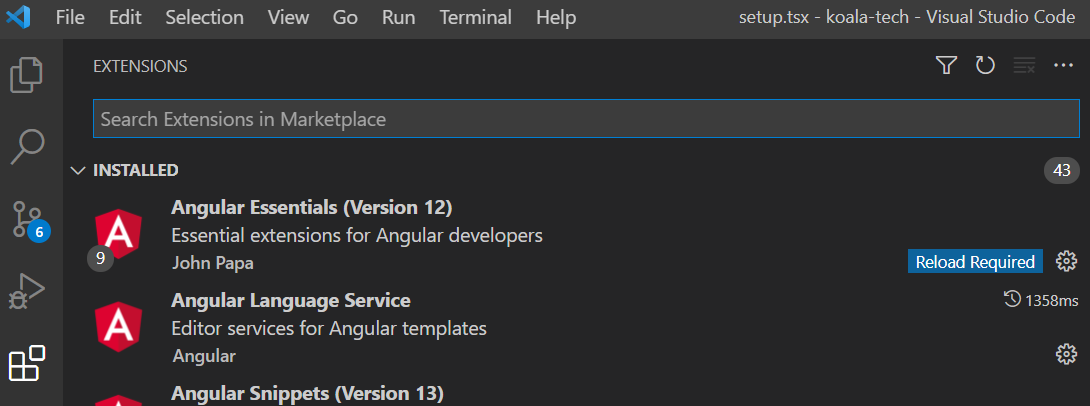 File Edit Selection View Go Run Terminal Help setup.tsx - koala-tech - Visual Studio Code
EXTENSIONS
Search Extensions in Marketplace
INSTALLED 43
Angular Essentials (Version 12)
Essential extensions for Angular developers
9 John Papa Reload Required
6
Angular Language Service 1358ms
Editor services for Angular templates
Angular
Angular Snippets (Version 13)